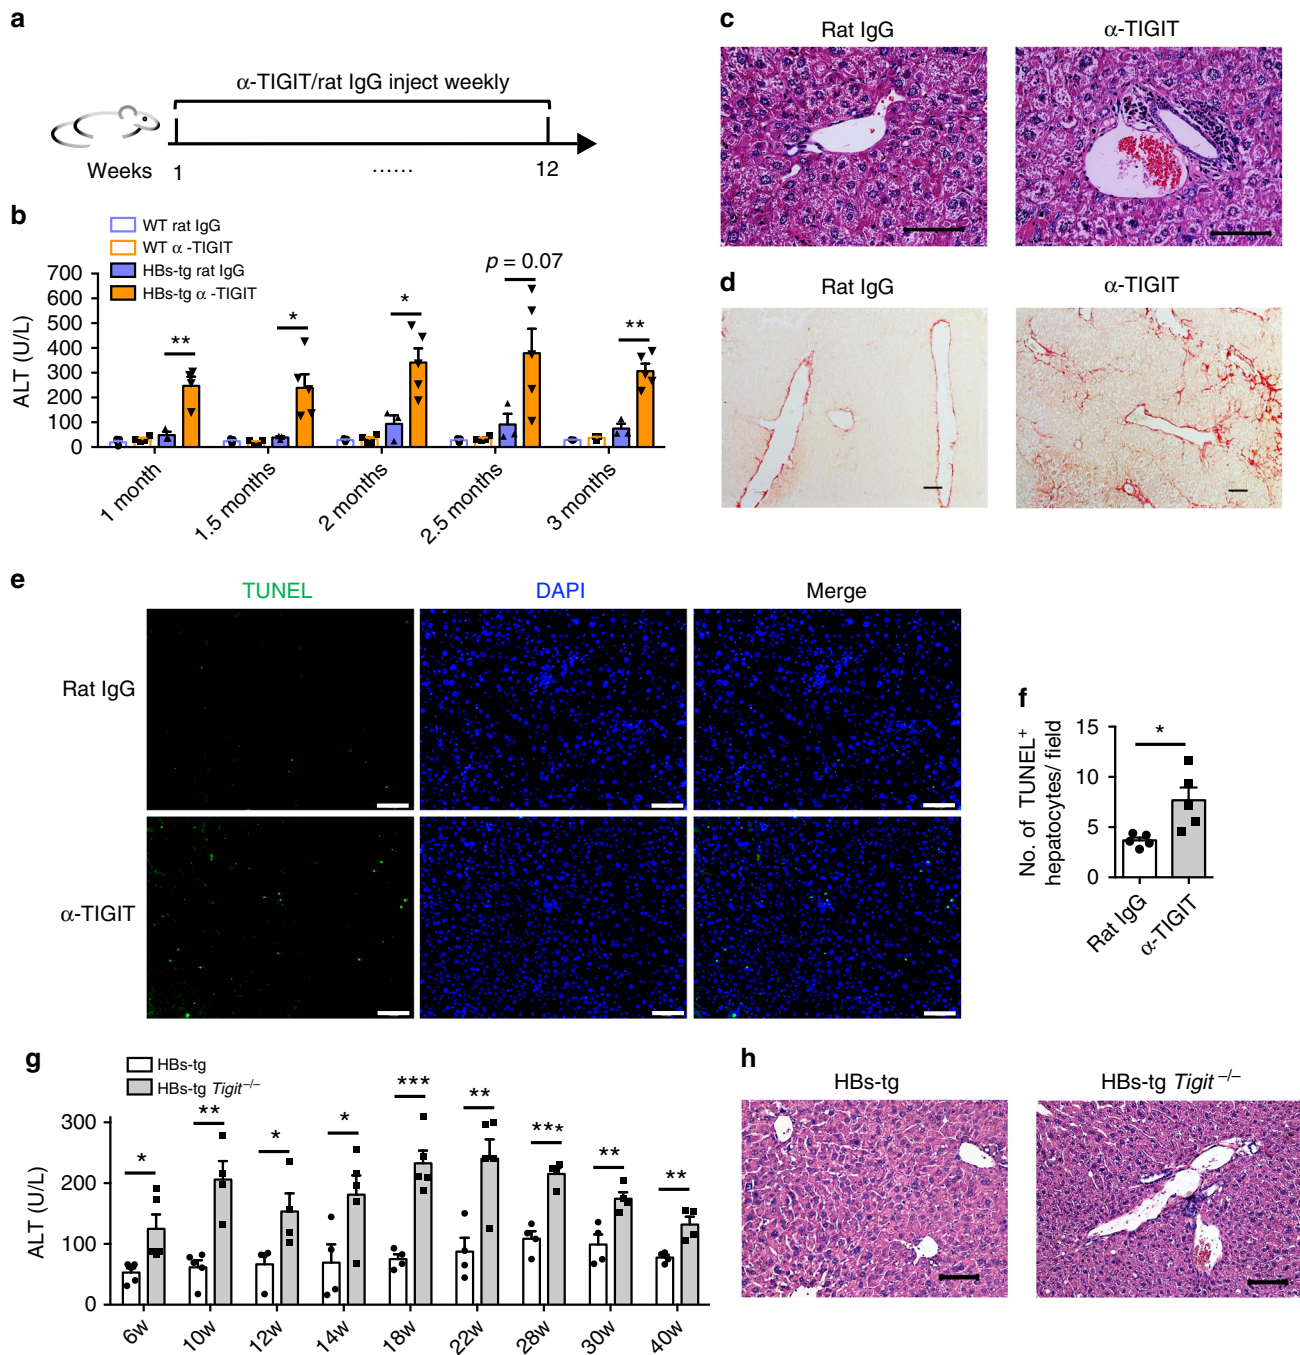 a
α-TIGIT/rat IgG inject weekly
Weeks 1 ...... 12
b
WT rat IgG
WT α -TIGIT
HBs-tg rat IgG
HBs-tg α -TIGIT
ALT (U/L)
700
600
500
400
300
200
100
0
** * * p = 0.07 **
1 month 1.5 months 2 months 2.5 months 3 months
c
Rat IgG α-TIGIT
d
Rat IgG α-TIGIT
e
TUNEL DAPI Merge
Rat IgG
α-TIGIT
f
No. of TUNEL+
hepatocytes/ field
15
10
5
0
*
Rat IgG α-TIGIT
g
HBs-tg
HBs-tg Tigit −/−
ALT (U/L)
300
200
100
0
* ** * * *** ** *** ** **
6w 10w 12w 14w 18w 22w 28w 30w 40w
h
HBs-tg HBs-tg Tigit −/−